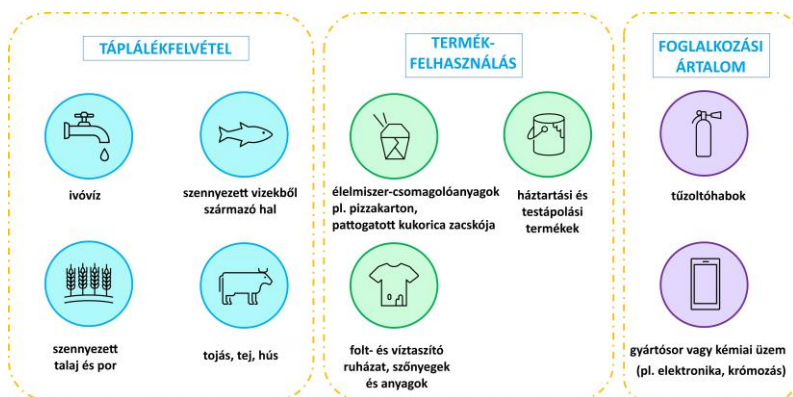 TÁPLÁLÉKFELVÉTEL
ivóvíz
szennyezett vizekből
származó hal
szennyezett
talaj és por
tojás, tej, hús
TERMÉK-
FELHASZNÁLÁS
élelmiszer-csomagolóanyagok
pl. pizzakarton,
pattogatott kukorica zacskója
háztartási és
testápolási
termékek
folt- és víztaszító
ruházat, szőnyegek
és anyagok
FOGLALKOZÁSI
ÁRTALOM
tűzoltóhabok
gyártósor vagy kémiai üzem
(pl. elektronika, krómozás)